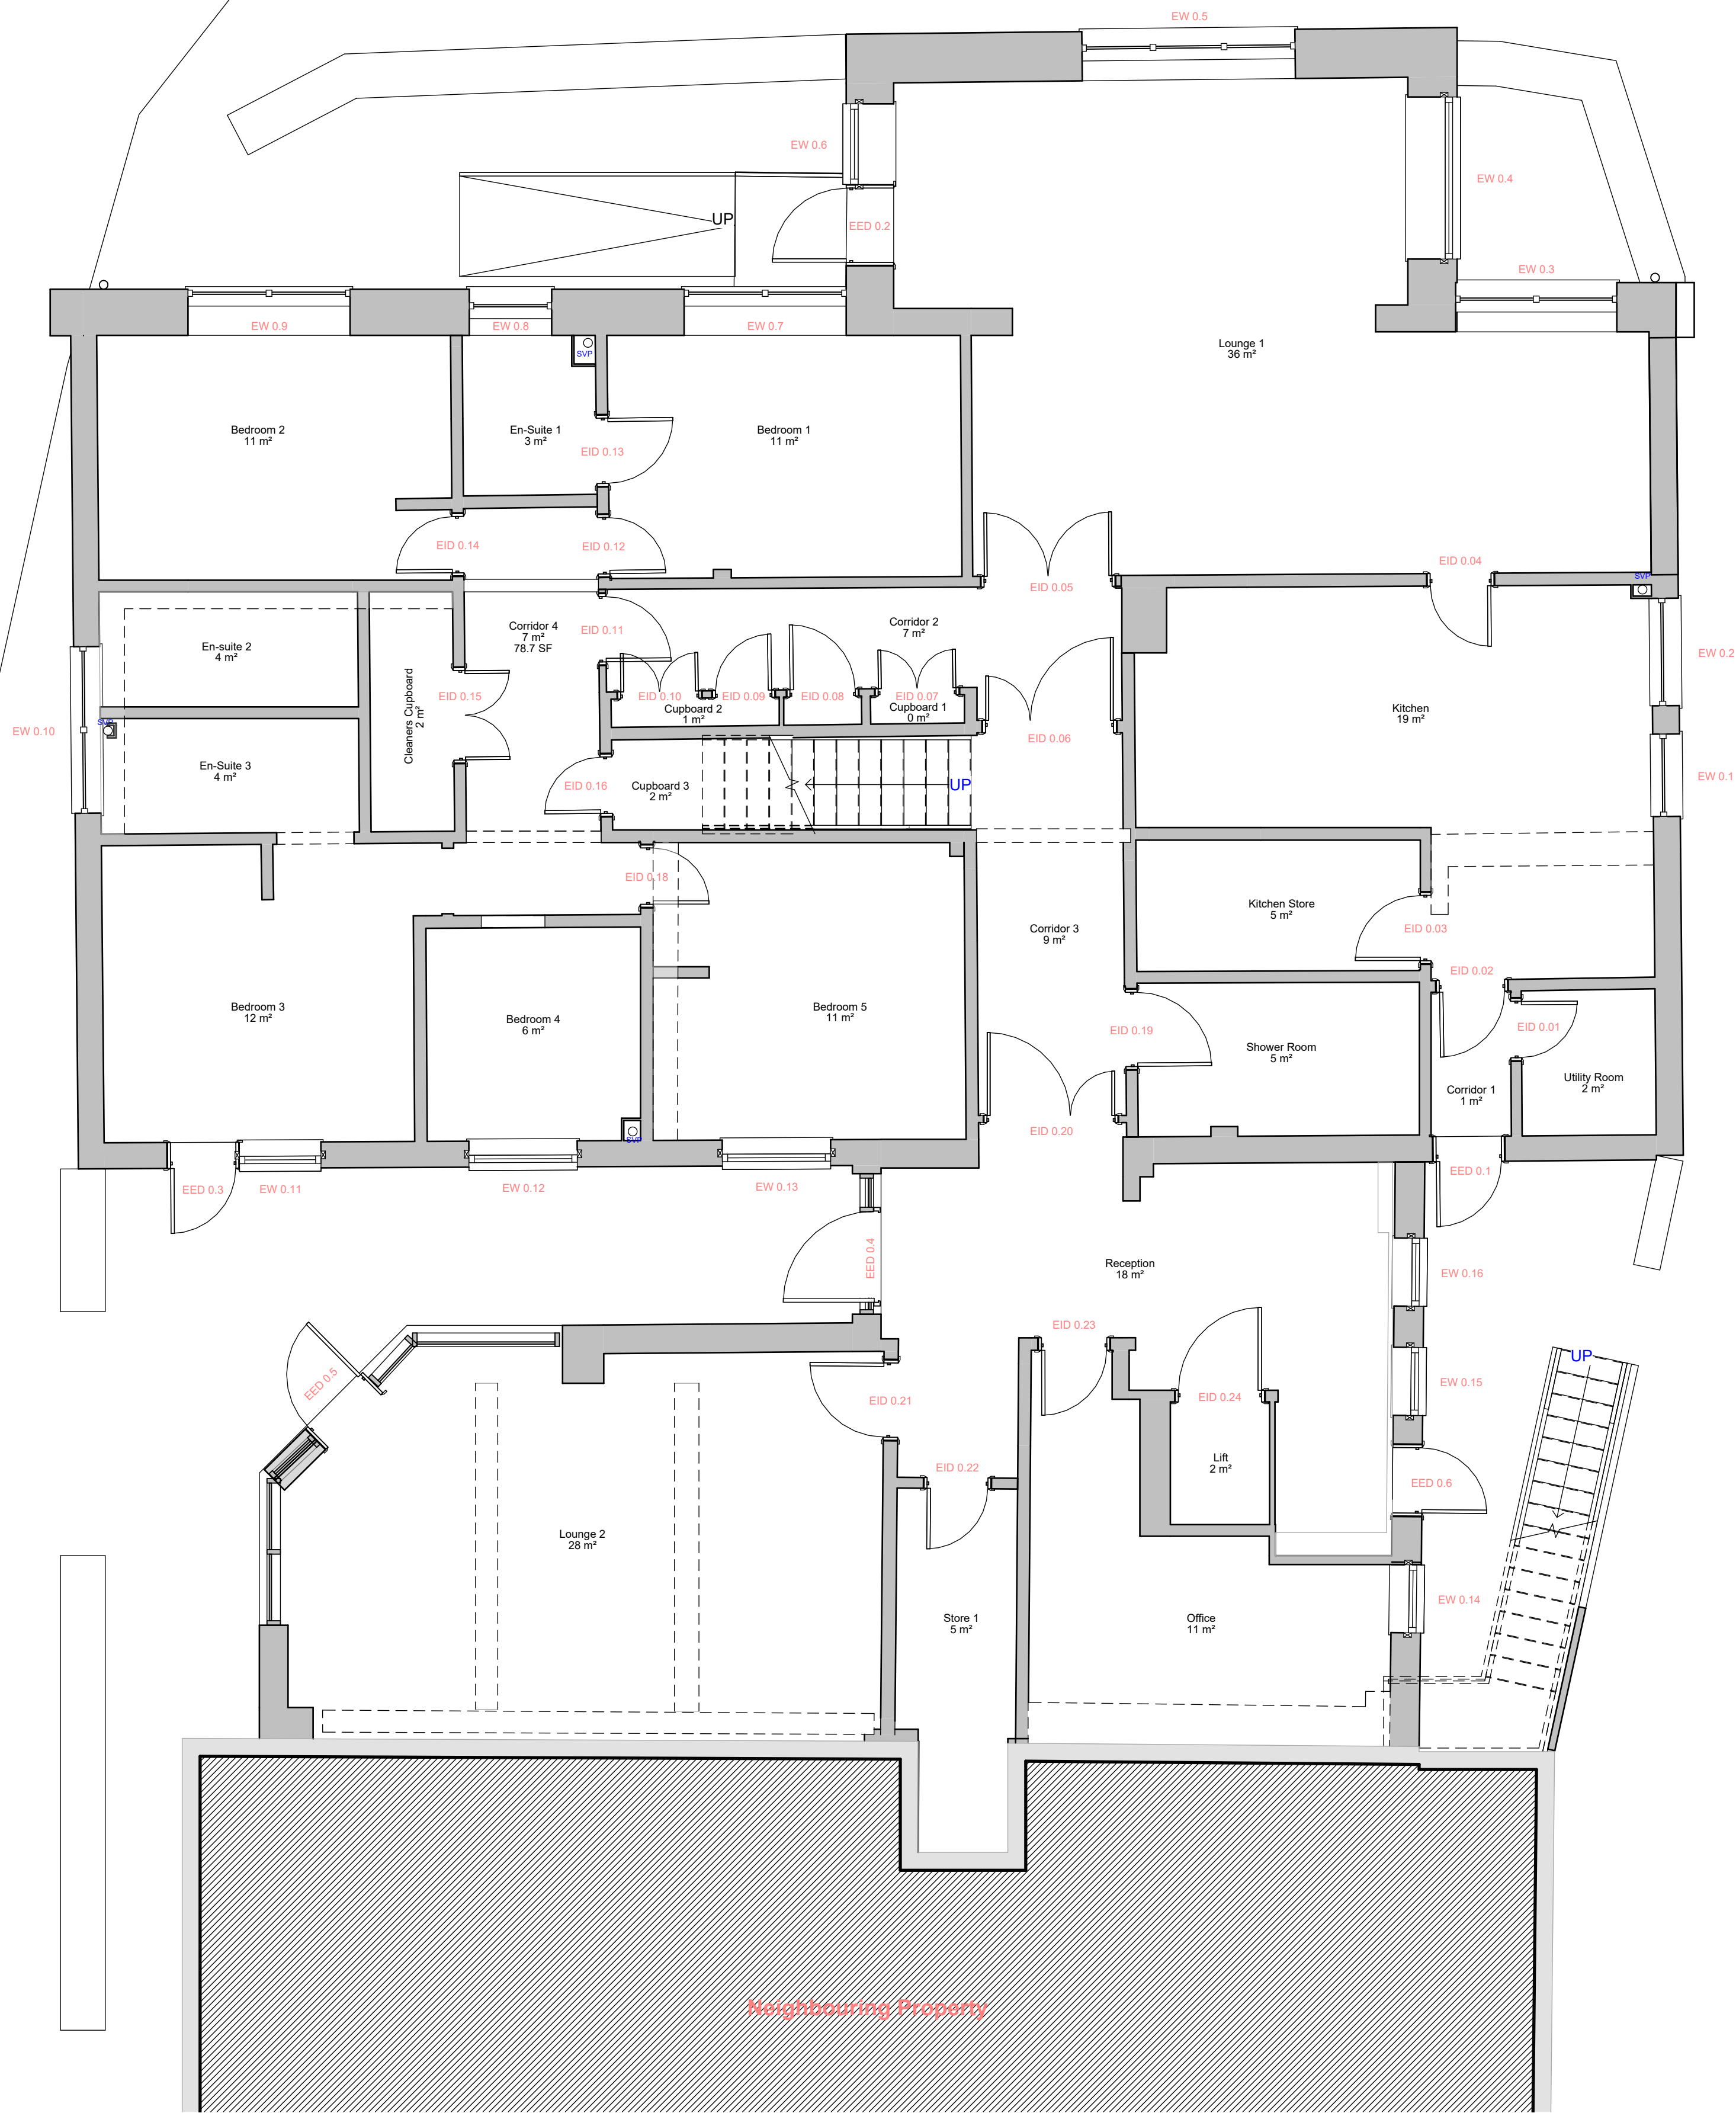 EW 0.5
EW 0.6
EW 0.4
UP
EED 0.2
EW 0.3
EW 0.9
EW 0.8
EW 0.7
SVP
Lounge 1
36 m²
Bedroom 2
11 m²
En-Suite 1
3 m²
Bedroom 1
11 m²
EID 0.13
EID 0.14
EID 0.12
EID 0.05
EID 0.04
SVP
Corridor 4
7 m²
78.7 SF
EID 0.11
Corridor 2
7 m²
En-suite 2
4 m²
EW 0.2
Cleaners Cupboard
2 m²
EID 0.15
EID 0.10
EID 0.09
EID 0.08
EID 0.07
Cupboard 2
1 m²
Cupboard 1
0 m²
Kitchen
19 m²
EW 0.10
SVP
EID 0.06
En-Suite 3
4 m²
EW 0.1
EID 0.16
Cupboard 3
2 m²
UP
EID 0.18
Kitchen Store
5 m²
EID 0.03
Corridor 3
9 m²
EID 0.02
Bedroom 3
12 m²
Bedroom 4
6 m²
Bedroom 5
11 m²
EID 0.19
EID 0.01
Shower Room
5 m²
Utility Room
2 m²
Corridor 1
1 m²
SVP
EID 0.20
EED 0.3
EW 0.11
EW 0.12
EW 0.13
EED 0.1
EED 0.4
Reception
18 m²
EW 0.16
EID 0.23
UP
EED 0.5
EID 0.21
EID 0.24
EW 0.15
EID 0.22
Lift
2 m²
EED 0.6
Lounge 2
28 m²
EW 0.14
Store 1
5 m²
Office
11 m²
Neighbouring Property